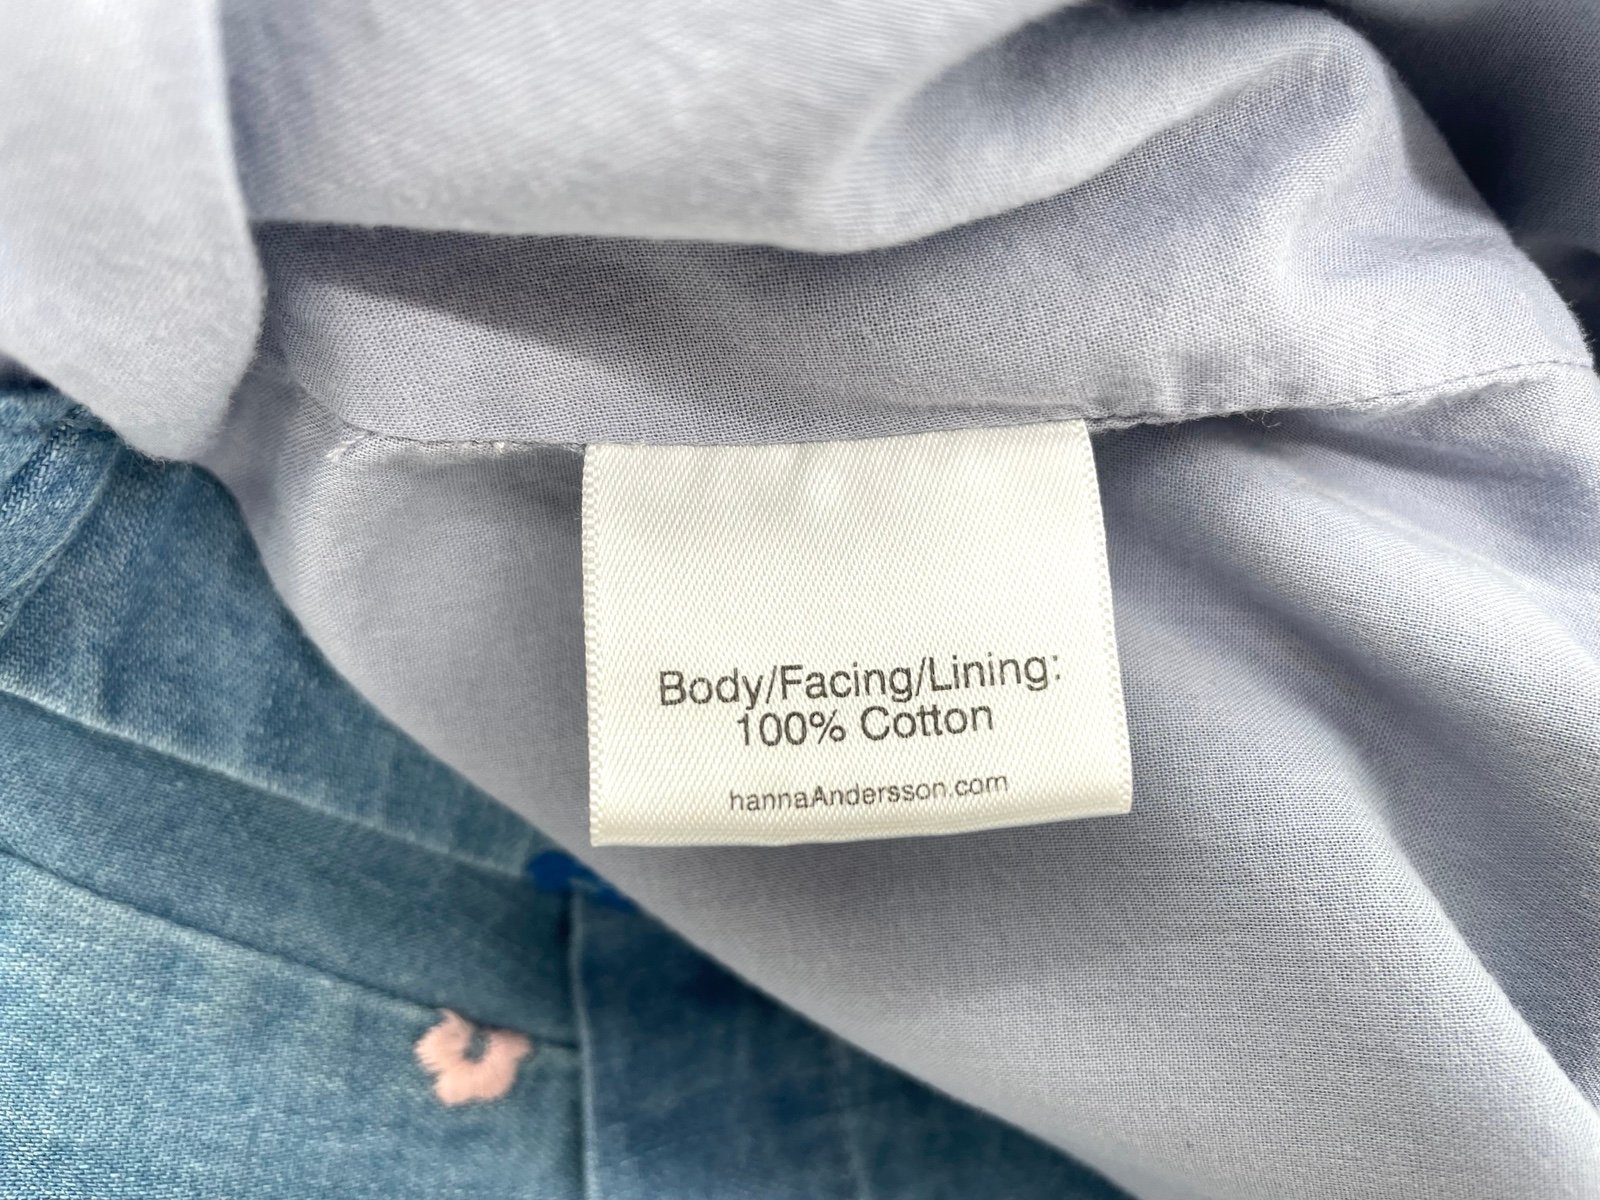 Body/Facing/Lining:
100% Cotton
hannaAndersson.com